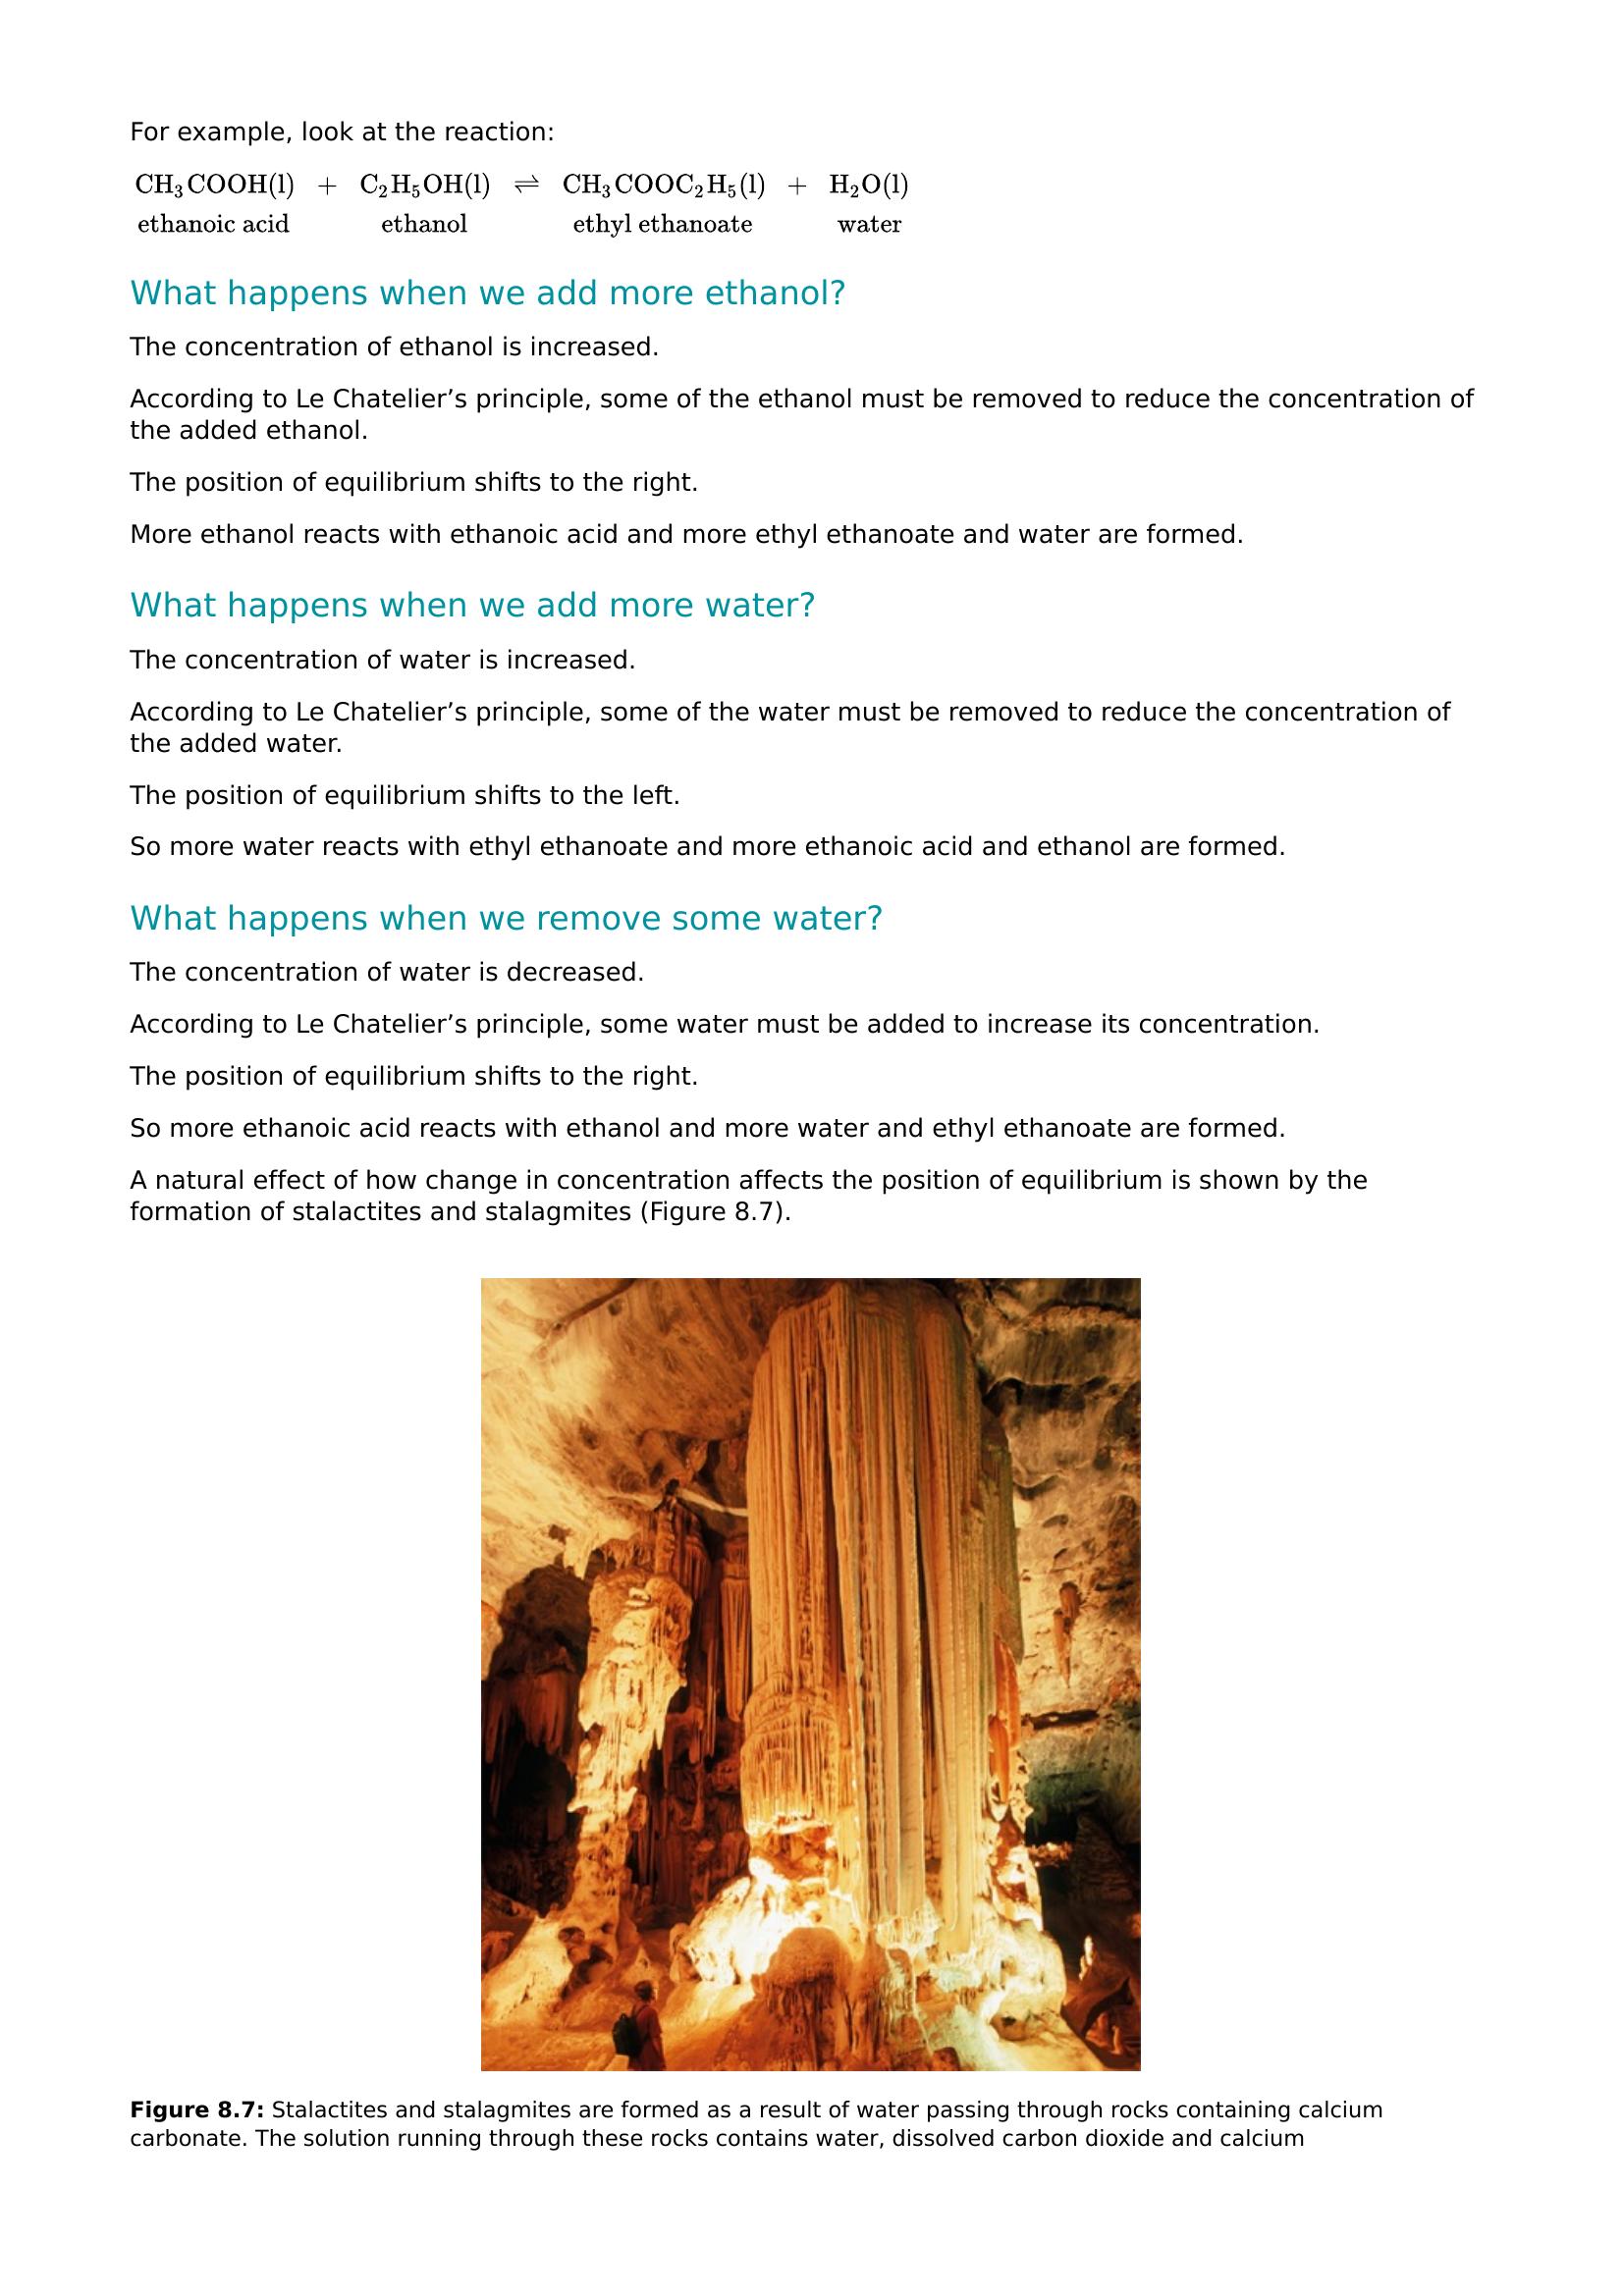 For example, look at the reaction:
CH₃COOH(l) + C₂H₅OH(l) ⇌ CH₃COOC₂H₅(l) + H₂O(l)
ethanoic acid ethanol ethyl ethanoate water
What happens when we add more ethanol?
The concentration of ethanol is increased.
According to Le Chatelier’s principle, some of the ethanol must be removed to reduce the concentration of
the added ethanol.
The position of equilibrium shifts to the right.
More ethanol reacts with ethanoic acid and more ethyl ethanoate and water are formed.
What happens when we add more water?
The concentration of water is increased.
According to Le Chatelier’s principle, some of the water must be removed to reduce the concentration of
the added water.
The position of equilibrium shifts to the left.
So more water reacts with ethyl ethanoate and more ethanoic acid and ethanol are formed.
What happens when we remove some water?
The concentration of water is decreased.
According to Le Chatelier’s principle, some water must be added to increase its concentration.
The position of equilibrium shifts to the right.
So more ethanoic acid reacts with ethanol and more water and ethyl ethanoate are formed.
A natural effect of how change in concentration affects the position of equilibrium is shown by the
formation of stalactites and stalagmites (Figure 8.7).
Figure 8.7: Stalactites and stalagmites are formed as a result of water passing through rocks containing calcium
carbonate. The solution running through these rocks contains water, dissolved carbon dioxide and calcium